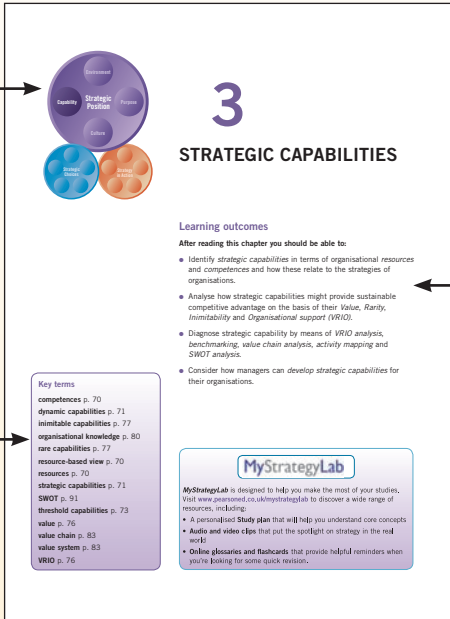 Environment
Capability
Strategic
Position
Purpose
Culture
Strategic
Choices
Strategy
in Action
3
STRATEGIC CAPABILITIES
Learning outcomes
After reading this chapter you should be able to:
● Identify strategic capabilities in terms of organisational resources
and competences and how these relate to the strategies of
organisations.
● Analyse how strategic capabilities might provide sustainable
competitive advantage on the basis of their Value, Rarity,
Inimitability and Organisational support (VRIO).
● Diagnose strategic capability by means of VRIO analysis,
benchmarking, value chain analysis, activity mapping and
SWOT analysis.
● Consider how managers can develop strategic capabilities for
their organisations.
Key terms
competences p. 70
dynamic capabilities p. 71
inimitable capabilities p. 77
organisational knowledge p. 80
rare capabilities p. 77
resource-based view p. 70
resources p. 70
strategic capabilities p. 71
SWOT p. 91
threshold capabilities p. 73
value p. 76
value chain p. 83
value system p. 83
VRIO p. 76
MyStrategyLab
MyStrategyLab is designed to help you make the most of your studies.
Visit www.pearsoned.co.uk/mystrategylab to discover a wide range of
resources, including:
• A personalised Study plan that will help you understand core concepts
• Audio and video clips that put the spotlight on strategy in the real
world
• Online glossaries and flashcards that provide helpful reminders when
you're looking for some quick revision.